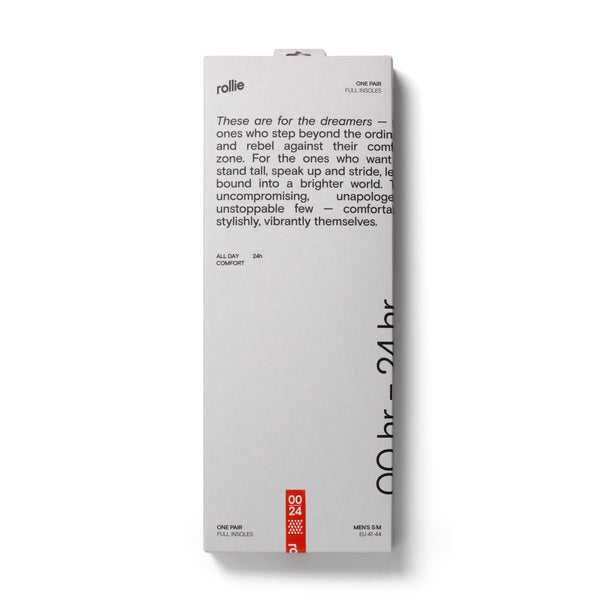 rollie
ONE PAIR
FULL INSOLES
These are for the dreamers —
ones who step beyond the ordin
and rebel against their comf
zone. For the ones who want
stand tall, speak up and stride, le
bound into a brighter world. T
uncompromising, unapologe
unstoppable few — comforta
stylishly, vibrantly themselves.
ALL DAY 24h
COMFORT
00 hr – 24 hr
00
24
ro
ONE PAIR
FULL INSOLES
MEN'S S/M
EU 41-44